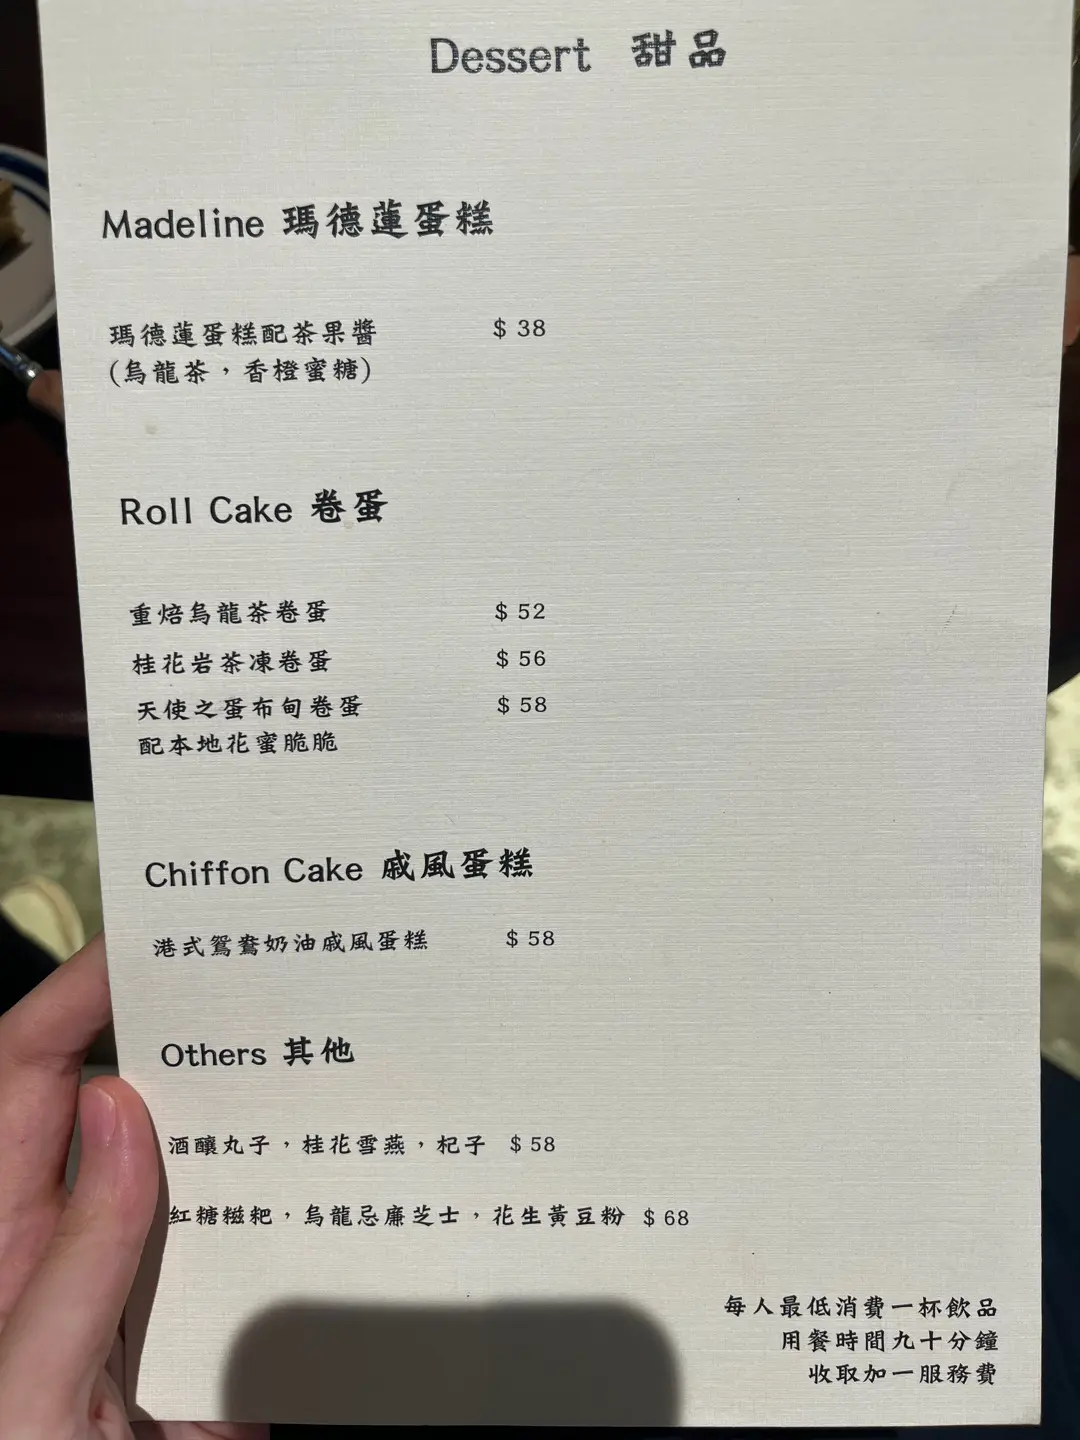 Dessert 甜品
Madeline 瑪德蓮蛋糕
瑪德蓮蛋糕配茶果醬 $ 38
(烏龍茶，香橙蜜糖)
Roll Cake 卷蛋
重焙烏龍茶卷蛋 $ 52
桂花岩茶凍卷蛋 $ 56
天使之蛋布甸卷蛋 $ 58
配本地花蜜脆脆
Chiffon Cake 戚風蛋糕
港式鴛鴦奶油戚風蛋糕 $ 58
Others 其他
酒釀丸子，桂花雪燕，杞子 $ 58
紅糖糍粑，烏龍忌廉芝士，花生黃豆粉 $ 68
每人最低消費一杯飲品
用餐時間九十分鐘
收取加一服務費